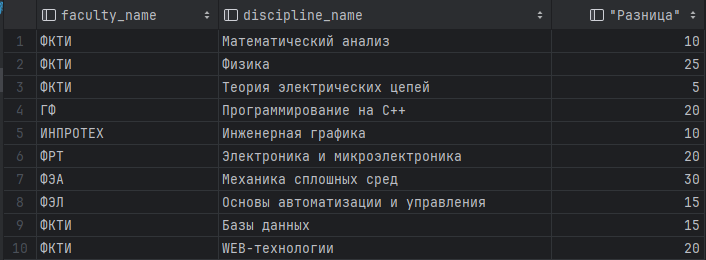 faculty_name discipline_name "Разница"
1 ФКТИ Математический анализ 10
2 ФКТИ Физика 25
3 ФКТИ Теория электрических цепей 5
4 ГФ Программирование на С++ 20
5 ИНПРОТЕХ Инженерная графика 10
6 ФРТ Электроника и микроэлектроника 20
7 ФЭА Механика сплошных сред 30
8 ФЭЛ Основы автоматизации и управления 15
9 ФКТИ Базы данных 15
10 ФКТИ WEB-технологии 20